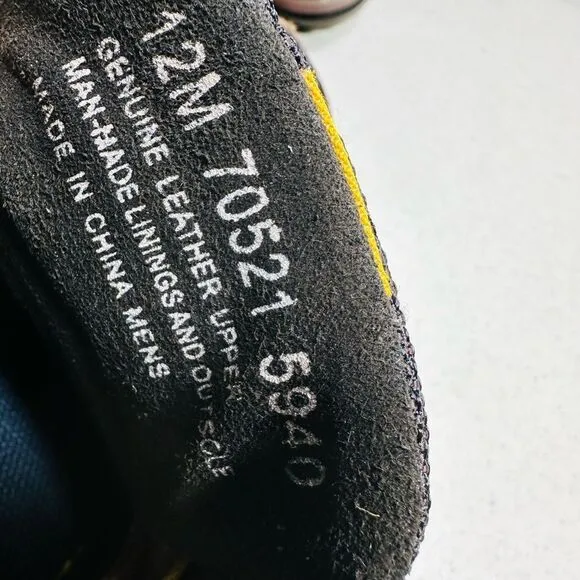 12M 70521 5940
GENUINE LEATHER UPPER
MAN-MADE LININGS AND OUTSOLE
MADE IN CHINA MENS